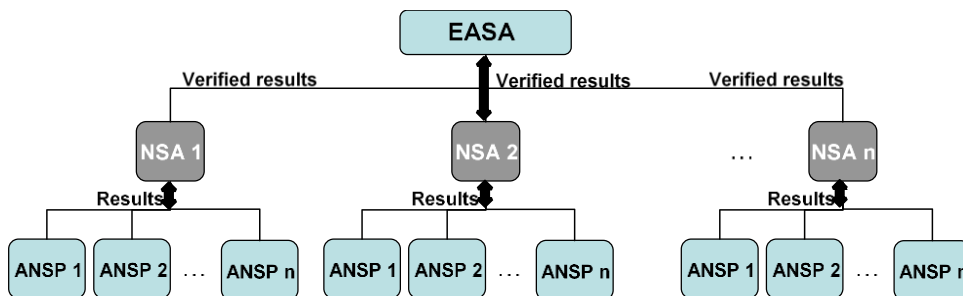 EASA
Verified results
Verified results
Verified results
NSA 1
NSA 2
...
NSA n
Results
Results
Results
ANSP 1
ANSP 2
...
ANSP n
ANSP 1
ANSP 2
...
ANSP n
ANSP 1
ANSP 2
...
ANSP n